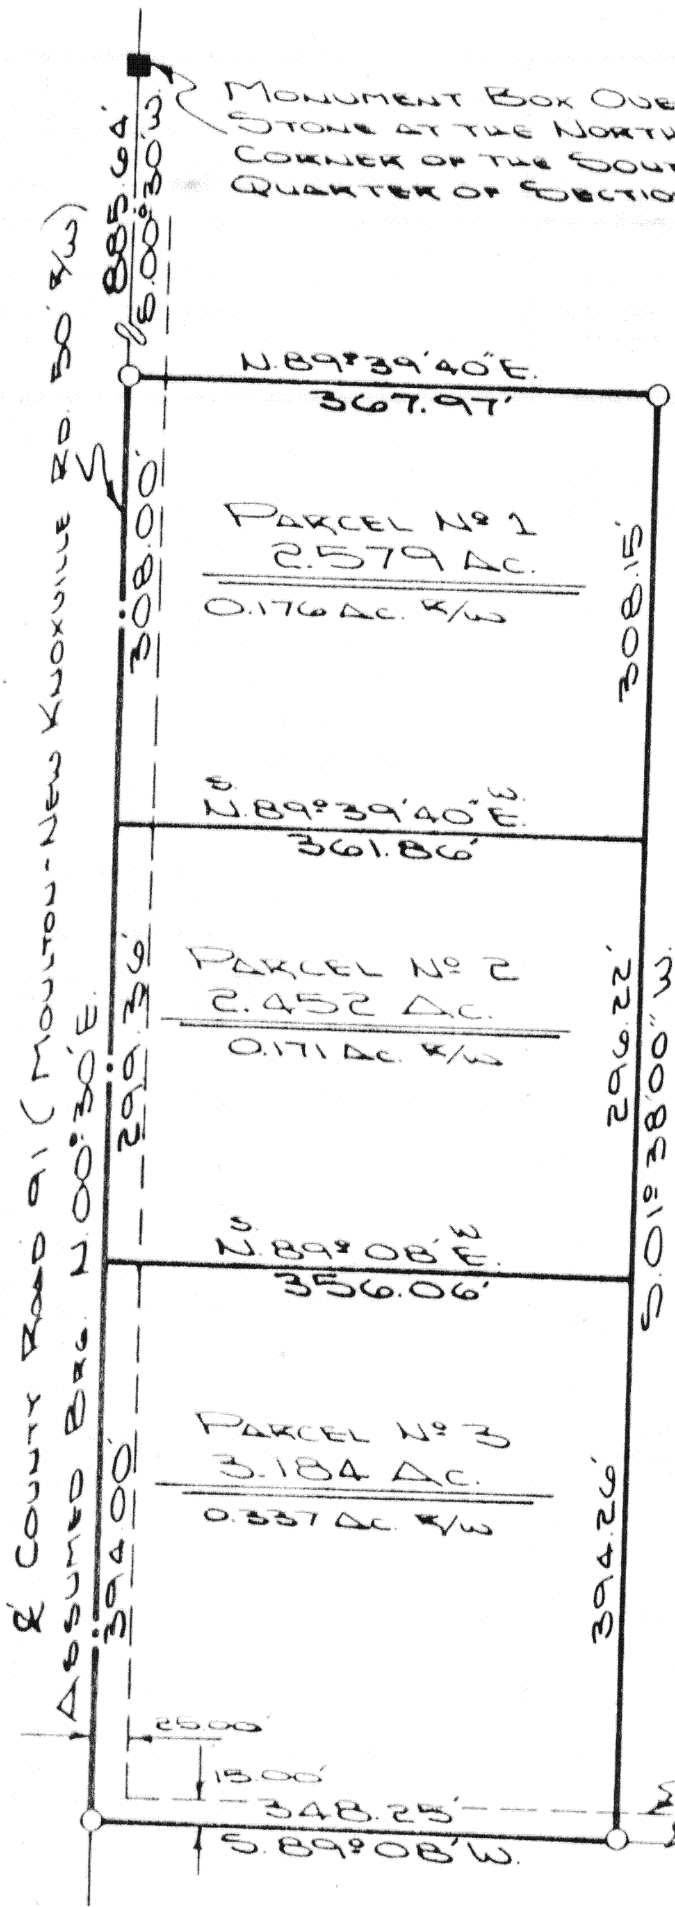 MONUMENT BOX OVE
STONE AT THE NORTH
CORNER OF THE SOUT
QUARTER OF SECTIO
885.64'
S.00°30'W.
N.89°39'40"E.
367.97'
PARCEL Nº 1
2.579 AC.
0.176 AC. R/W
308.00'
308.15'
S. W.
N.89°39'40"E.
361.86'
PARCEL Nº 2
2.452 AC.
0.171 AC. R/W
299.36'
296.22'
S.01°38'00"W.
S. W
N.89°08'E.
356.06'
PARCEL Nº 3
3.184 AC.
0.337 AC. R/W
394.00'
394.26'
℄ COUNTY ROAD 91 (MOULTON-NEW KNOXVILLE RD. 50' R/W)
ASSUMED BRG. N.00°30'E.
25.00'
15.00'
348.25'
S.89°08'W.